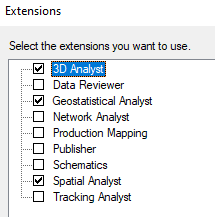 Extensions
Select the extensions you want to use.
3D Analyst
Data Reviewer
Geostatistical Analyst
Network Analyst
Production Mapping
Publisher
Schematics
Spatial Analyst
Tracking Analyst